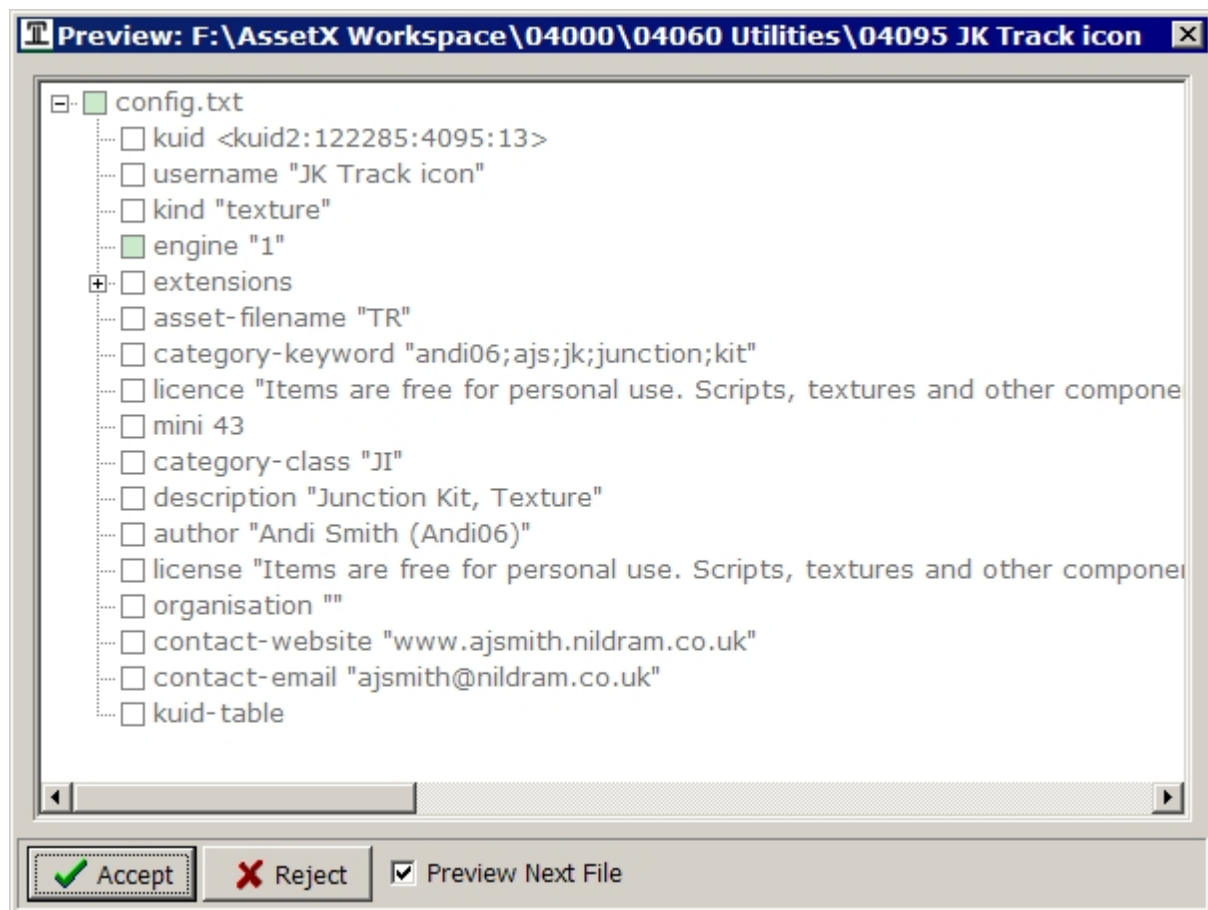 Preview: F:\AssetX Workspace\04000\04060 Utilities\04095 JK Track icon
config.txt
kuid <kuid2:122285:4095:13>
username "JK Track icon"
kind "texture"
engine "1"
extensions
asset-filename "TR"
category-keyword "andi06;ajs;jk;junction;kit"
licence "Items are free for personal use. Scripts, textures and other compone
mini 43
category-class "JI"
description "Junction Kit, Texture"
author "Andi Smith (Andi06)"
license "Items are free for personal use. Scripts, textures and other compone
organisation ""
contact-website "www.ajsmith.nildram.co.uk"
contact-email "ajsmith@nildram.co.uk"
kuid-table
Accept Reject Preview Next File